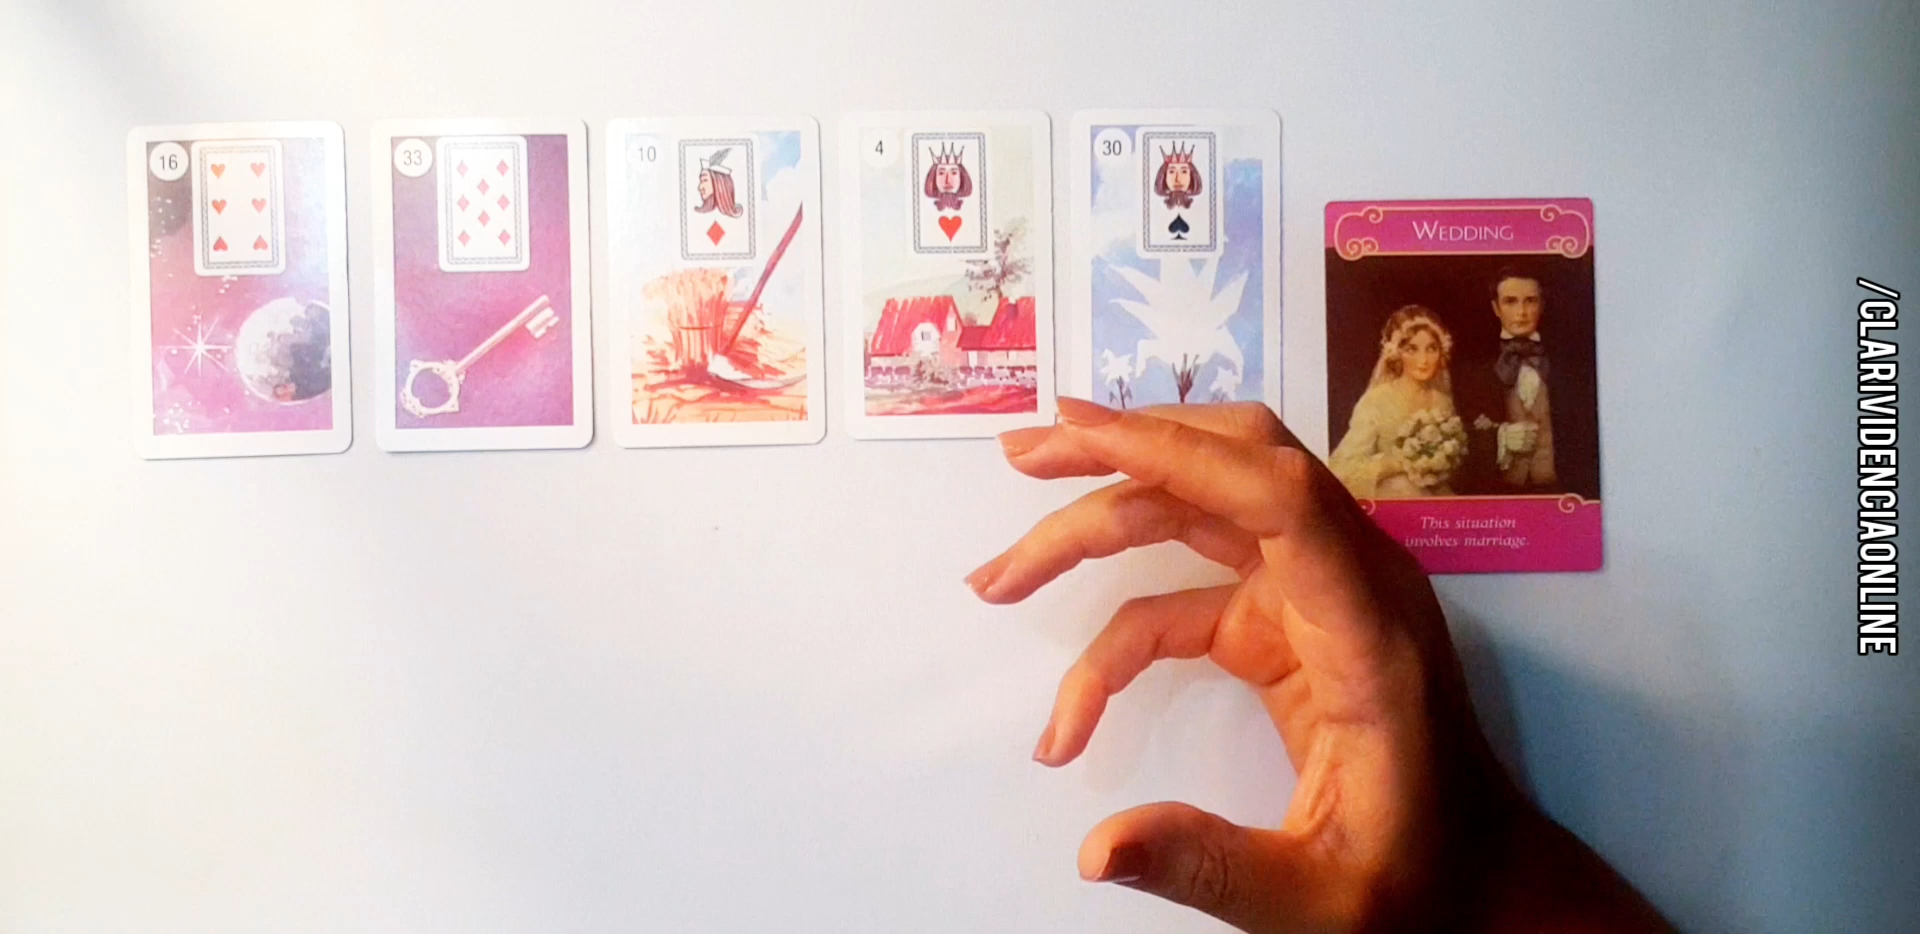 16
33
10
4
30
WEDDING
This situation
involves marriage.
/CLARIVIDENCIAONLINE